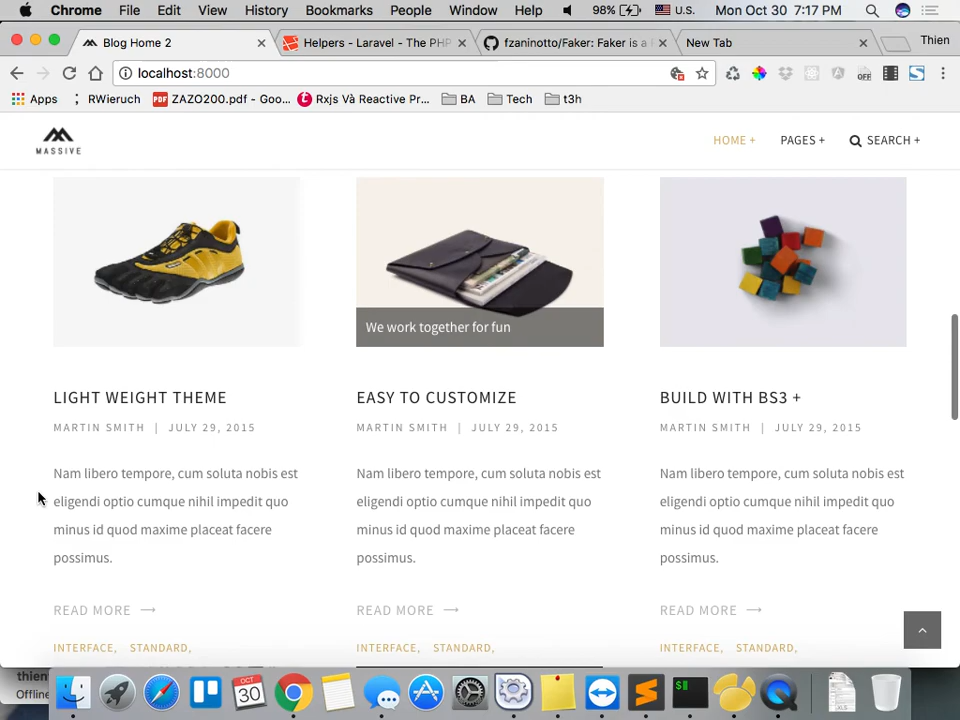 Chrome File Edit View History Bookmarks People Window Help 98% U.S. Mon Oct 30 7:17 PM
Blog Home 2 Helpers - Laravel - The PHP fzaninotto/Faker: Faker is a New Tab Thien
localhost:8000
Apps RWieruch PDF ZAZO200.pdf - Goo... Rxjs Và Reactive Pr... BA Tech t3h
MASSIVE HOME + PAGES + SEARCH +
We work together for fun
LIGHT WEIGHT THEME EASY TO CUSTOMIZE BUILD WITH BS3 +
MARTIN SMITH | JULY 29, 2015 MARTIN SMITH | JULY 29, 2015 MARTIN SMITH | JULY 29, 2015
Nam libero tempore, cum soluta nobis est
eligendi optio cumque nihil impedit quo
minus id quod maxime placeat facere
possimus.
Nam libero tempore, cum soluta nobis est
eligendi optio cumque nihil impedit quo
minus id quod maxime placeat facere
possimus.
Nam libero tempore, cum soluta nobis est
eligendi optio cumque nihil impedit quo
minus id quod maxime placeat facere
possimus.
READ MORE → READ MORE → READ MORE →
INTERFACE, STANDARD, INTERFACE, STANDARD, INTERFACE, STANDARD,
Offline
OCT
30
.XLS